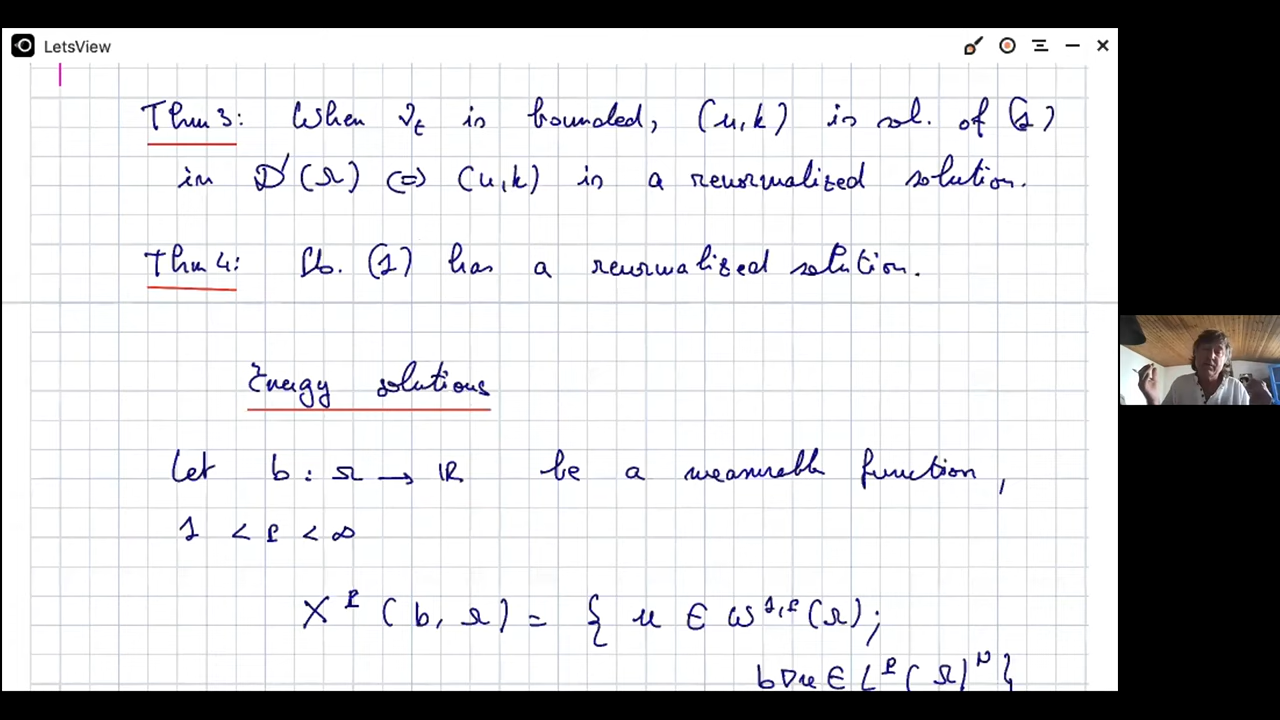 LetsView
Thm 3: When ν_t is bounded, (u,k) is sol. of (1)
in D'(Ω) ⇔ (u,k) is a renormalized solution.
Thm 4: Pb. (1) has a renormalized solution.
Energy solutions
Let b : Ω → ℝ be a measurable function,
1 < p < ∞
X^p (b, Ω) = { u ∈ W^{1,p}(Ω);
b∇u ∈ L^p(Ω)^N }